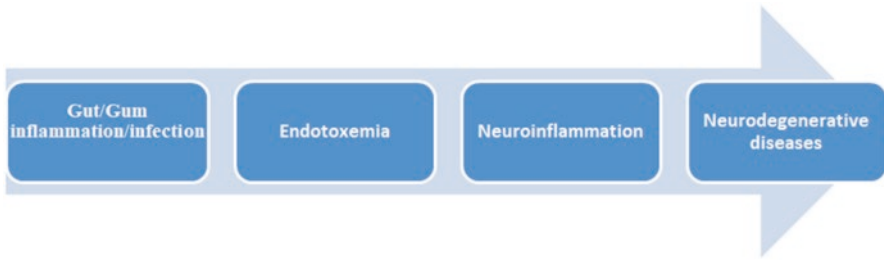 Gut/Gum
inflammation/infection
Endotoxemia
Neuroinflammation
Neurodegenerative
diseases